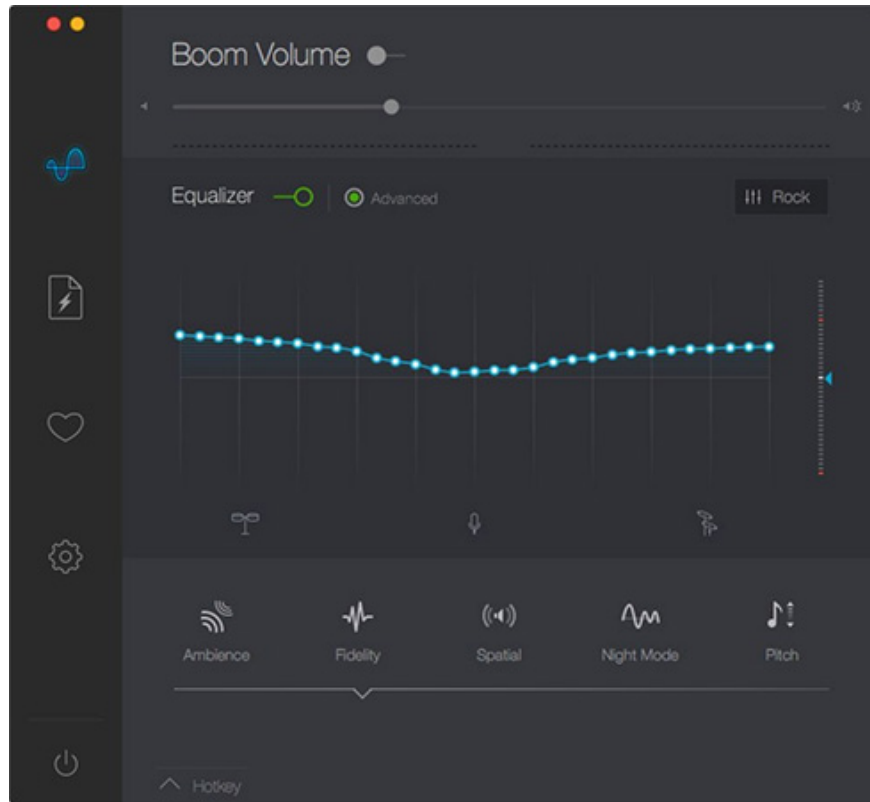 Boom Volume
Equalizer
Advanced
Rock
Ambience
Fidelity
Spatial
Night Mode
Pitch
Hotkey